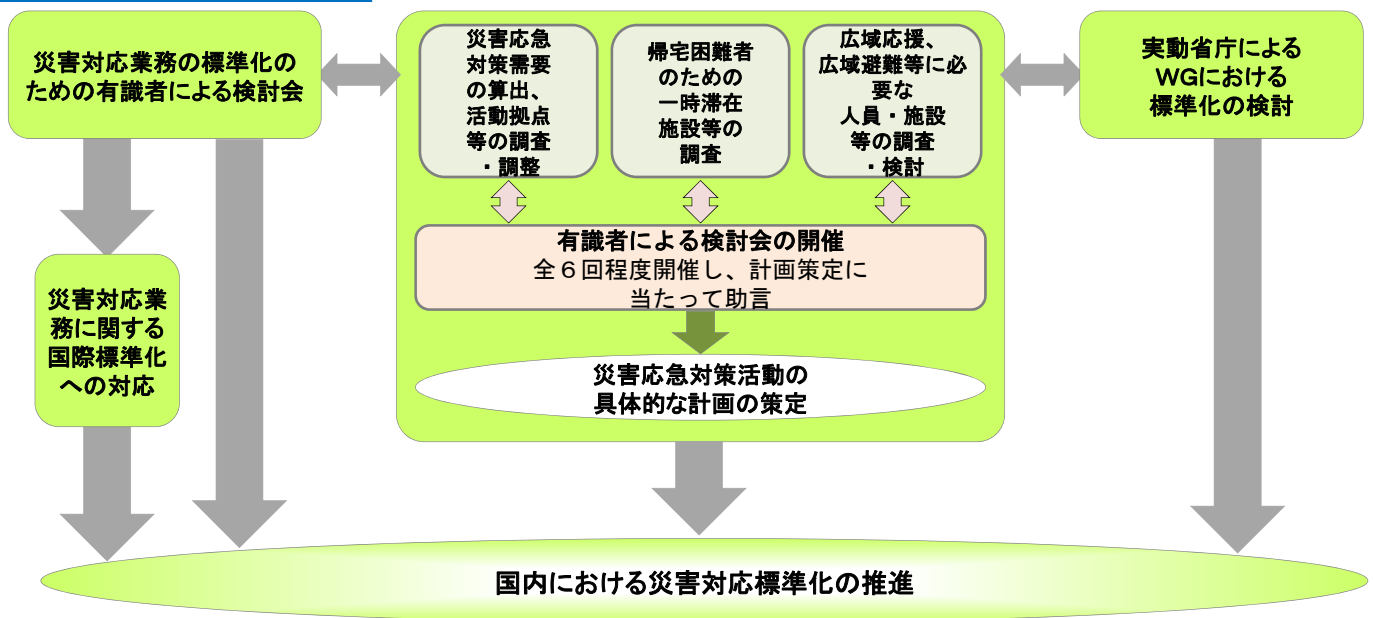 災害対応業務の標準化の
ための有識者による検討会
災害応急
対策需要
の算出、
活動拠点
等の調査
・調整
帰宅困難者
のための
一時滞在
施設等の
調査
広域応援、
広域避難等に必
要な
人員・施設
等の調査
・検討
実動省庁による
WGにおける
標準化の検討
有識者による検討会の開催
全６回程度開催し、計画策定に
当たって助言
災害対応業
務に関する
国際標準化
への対応
災害応急対策活動の
具体的な計画の策定
国内における災害対応標準化の推進